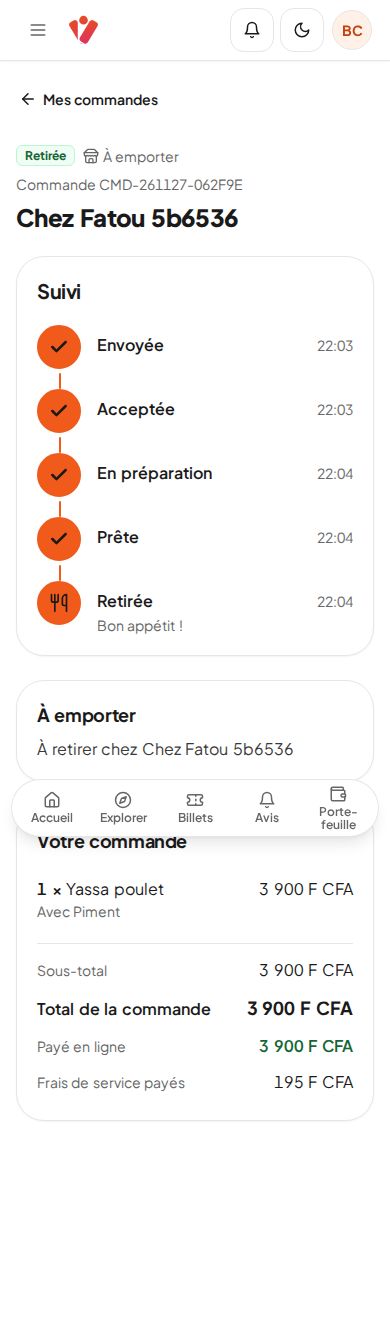 BC
Mes commandes
Retirée À emporter
Commande CMD-261127-062F9E
Chez Fatou 5b6536
Suivi
Envoyée 22:03
Acceptée 22:03
En préparation 22:04
Prête 22:04
Retirée 22:04
Bon appétit !
À emporter
À retirer chez Chez Fatou 5b6536
Accueil Explorer Billets Avis Porte-
feuille
Votre commande
1 × Yassa poulet 3 900 F CFA
Avec Piment
Sous-total 3 900 F CFA
Total de la commande 3 900 F CFA
Payé en ligne 3 900 F CFA
Frais de service payés 195 F CFA